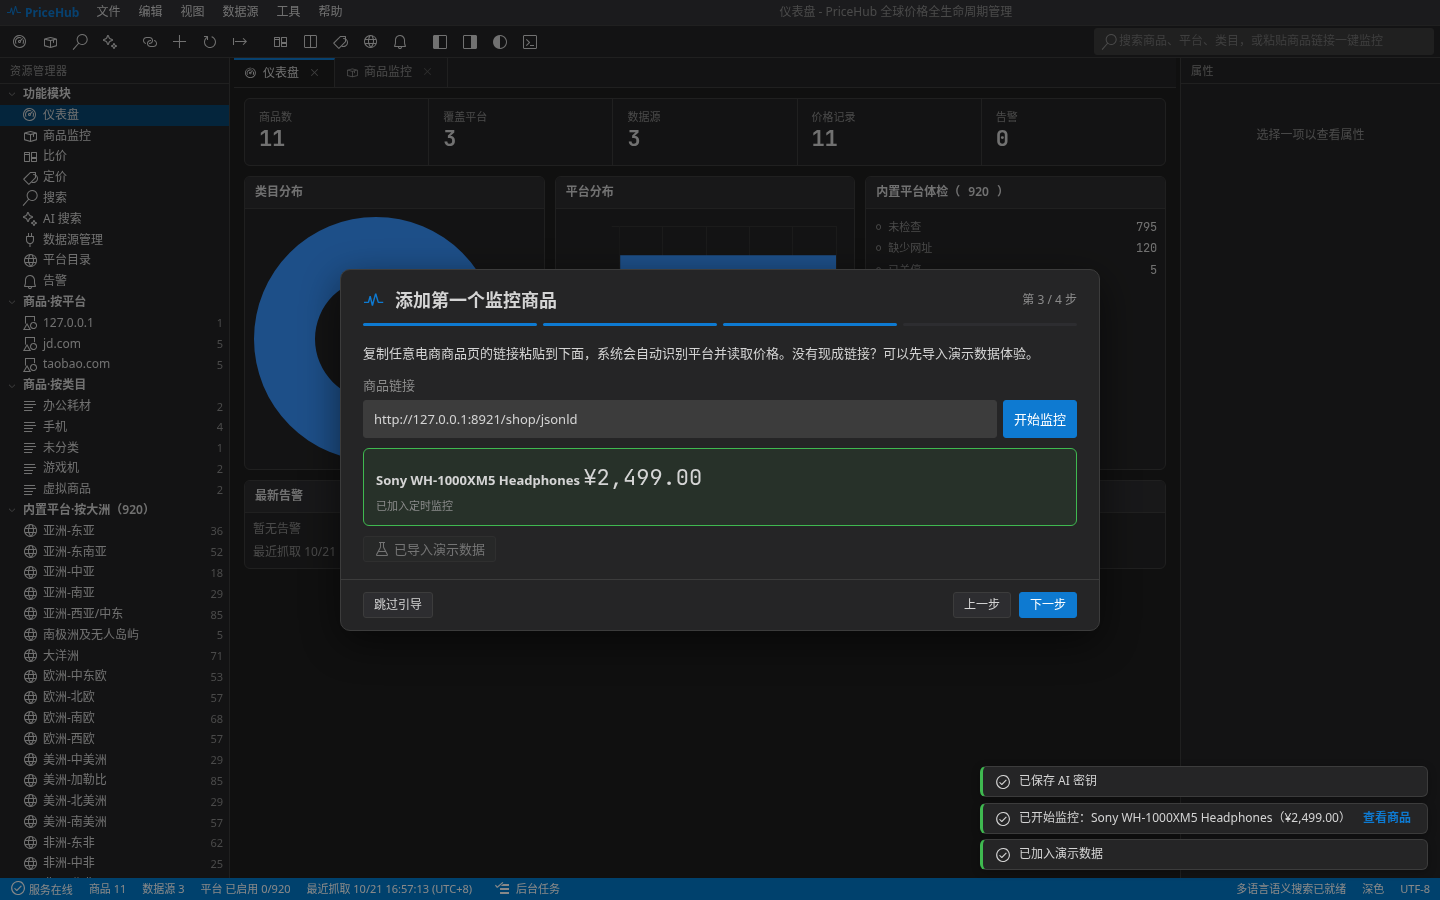 PriceHub 文件 编辑 视图 数据源 工具 帮助
仪表盘 - PriceHub 全球价格全生命周期管理
搜索商品、平台、类目，或粘贴商品链接一键监控
资源管理器
功能模块
仪表盘
商品监控
比价
定价
搜索
AI 搜索
数据源管理
平台目录
告警
商品·按平台
127.0.0.1 1
jd.com 5
taobao.com 5
商品·按类目
办公耗材 2
手机 4
未分类 1
游戏机 2
虚拟商品 2
内置平台·按大洲（920）
亚洲-东亚 36
亚洲-东南亚 52
亚洲-中亚 18
亚洲-南亚 29
亚洲-西亚/中东 85
南极洲及无人岛屿 5
大洋洲 71
欧洲-中东欧 53
欧洲-北欧 57
欧洲-南欧 68
欧洲-西欧 57
美洲-中美洲 29
美洲-加勒比 85
美洲-北美洲 29
美洲-南美洲 57
非洲-东非 62
非洲-中非 25
仪表盘 商品监控
商品数 覆盖平台 数据源 价格记录 告警
11 3 3 11 0
类目分布 平台分布 内置平台体检（ 920 ）
未检查 795
缺少网址 120
5
最新告警
暂无告警
最近抓取 10/21
属性
选择一项以查看属性
添加第一个监控商品
第 3 / 4 步
复制任意电商商品页的链接粘贴到下面，系统会自动识别平台并读取价格。没有现成链接？可以先导入演示数据体验。
商品链接
http://127.0.0.1:8921/shop/jsonld 开始监控
Sony WH-1000XM5 Headphones ¥2,499.00
已加入定时监控
已导入演示数据
跳过引导 上一步 下一步
已保存 AI 密钥
已开始监控：Sony WH-1000XM5 Headphones（¥2,499.00） 查看商品
已加入演示数据
服务在线 商品 11 数据源 3 平台 已启用 0/920 最近抓取 10/21 16:57:13 (UTC+8) 后台任务
多语言语义搜索已就绪 深色 UTF-8